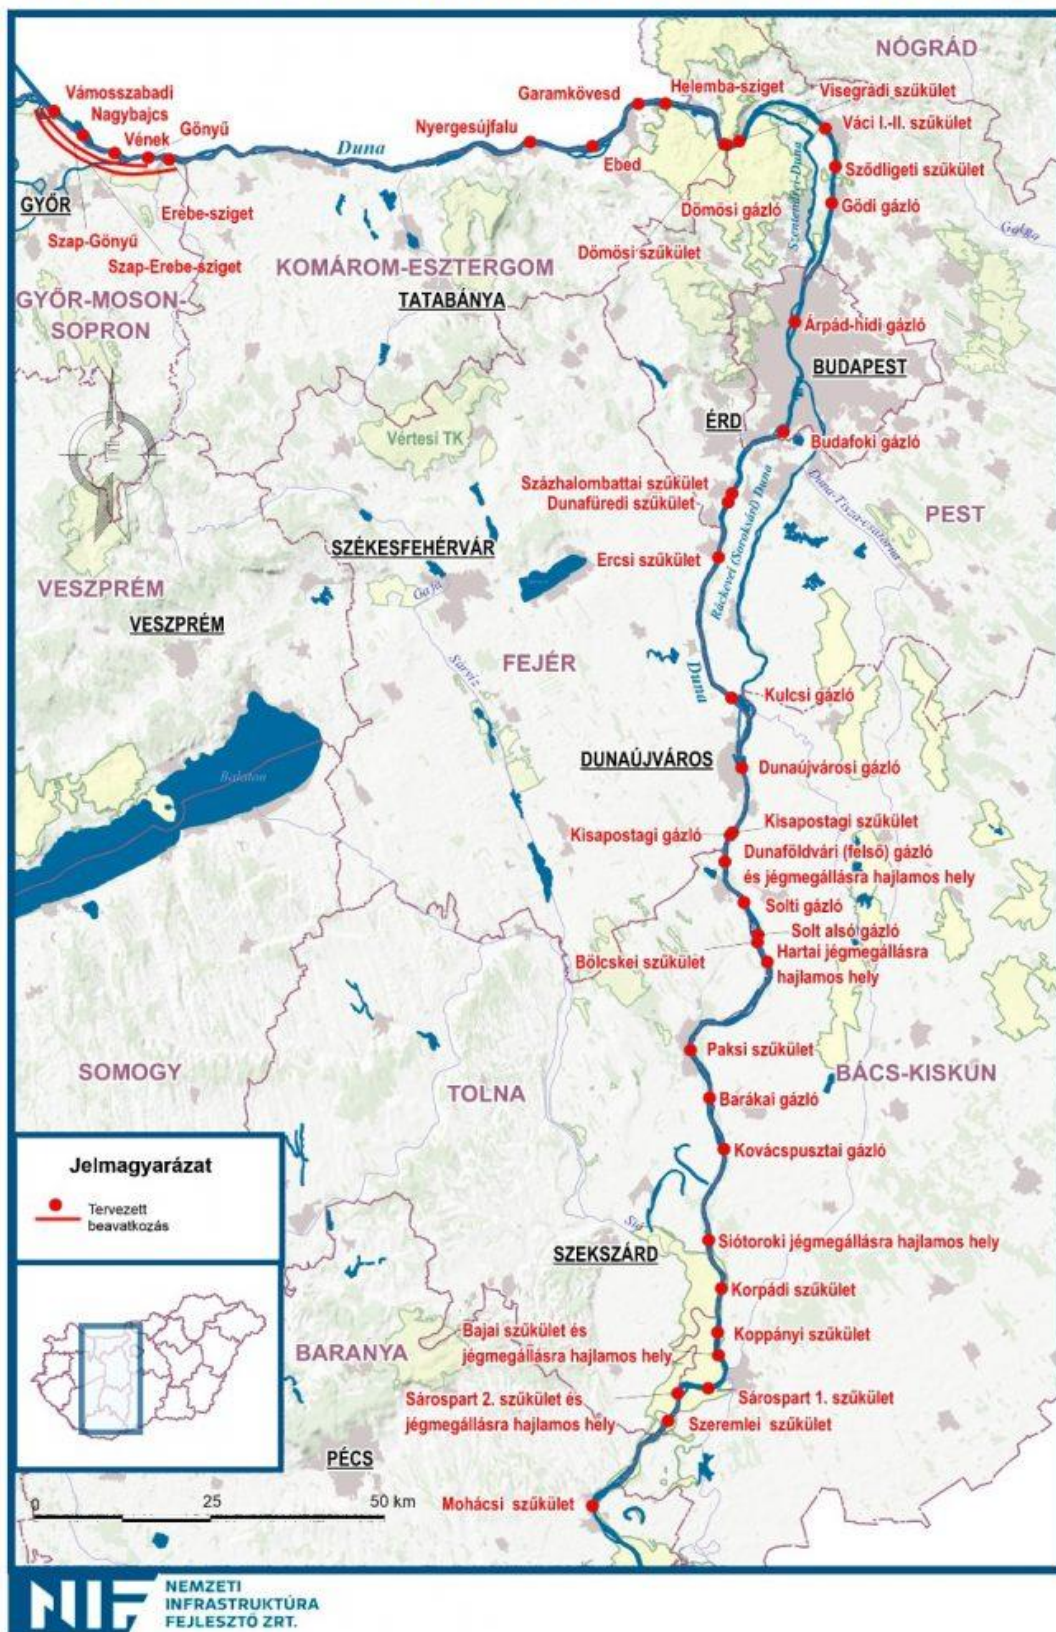 NÓGRÁD
Vámosszabadi
Nagybajcs
Vének
Gönyű
Duna
Nyergesújfalu
Garamkövesd
Helemba-sziget
Visegrádi szűkület
Váci I.-II. szűkület
Ebed
Sződligeti szűkület
Gödi gázló
Dömösi gázló
Szentendrei-Duna
Galga
GYŐR
Erebe-sziget
Szap-Gönyű
Szap-Erebe-sziget
Dömösi szűkület
KOMÁROM-ESZTERGOM
TATABÁNYA
GYŐR-MOSON-
SOPRON
Árpád-hídi gázló
BUDAPEST
ÉRD
Budafoki gázló
Vértesi TK
Százhalombattai szűkület
Dunafüredi szűkület
Ráckevei (Soroksári) Duna
Duna-Tisza-csatorna
PEST
SZÉKESFEHÉRVÁR
Ercsi szűkület
Gaja
VESZPRÉM
VESZPRÉM
FEJÉR
Sárvíz
Duna
Kulcsi gázló
DUNAÚJVÁROS
Dunaújvárosi gázló
Balaton
Kisapostagi gázló
Kisapostagi szűkület
Dunaföldvári (felső) gázló
és jégmegállásra hajlamos hely
Solti gázló
Solt alsó gázló
Bölcskei szűkület
Hartai jégmegállásra
hajlamos hely
Paksi szűkület
SOMOGY
TOLNA
BÁCS-KISKUN
Barákai gázló
Kovácspusztai gázló
Jelmagyarázat
Tervezett
beavatkozás
Sió
SZEKSZÁRD
Siótoroki jégmegállásra hajlamos hely
Korpádi szűkület
Koppányi szűkület
Bajai szűkület és
jégmegállásra hajlamos hely
BARANYA
Sárospart 1. szűkület
Sárospart 2. szűkület és
jégmegállásra hajlamos hely
Szeremlei szűkület
PÉCS
Mohácsi szűkület
0 25 50 km
NIF
NEMZETI
INFRASTRUKTÚRA
FEJLESZTŐ ZRT.